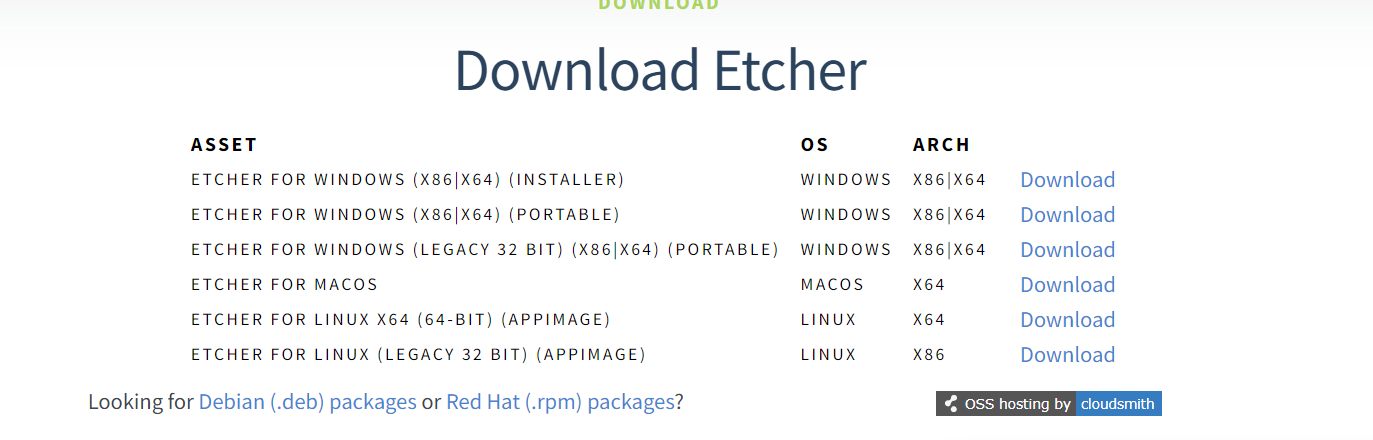 DOWNLOAD
Download Etcher
ASSET OS ARCH
ETCHER FOR WINDOWS (X86|X64) (INSTALLER) WINDOWS X86|X64 Download
ETCHER FOR WINDOWS (X86|X64) (PORTABLE) WINDOWS X86|X64 Download
ETCHER FOR WINDOWS (LEGACY 32 BIT) (X86|X64) (PORTABLE) WINDOWS X86|X64 Download
ETCHER FOR MACOS MACOS X64 Download
ETCHER FOR LINUX X64 (64-BIT) (APPIMAGE) LINUX X64 Download
ETCHER FOR LINUX (LEGACY 32 BIT) (APPIMAGE) LINUX X86 Download
Looking for Debian (.deb) packages or Red Hat (.rpm) packages? OSS hosting by cloudsmith